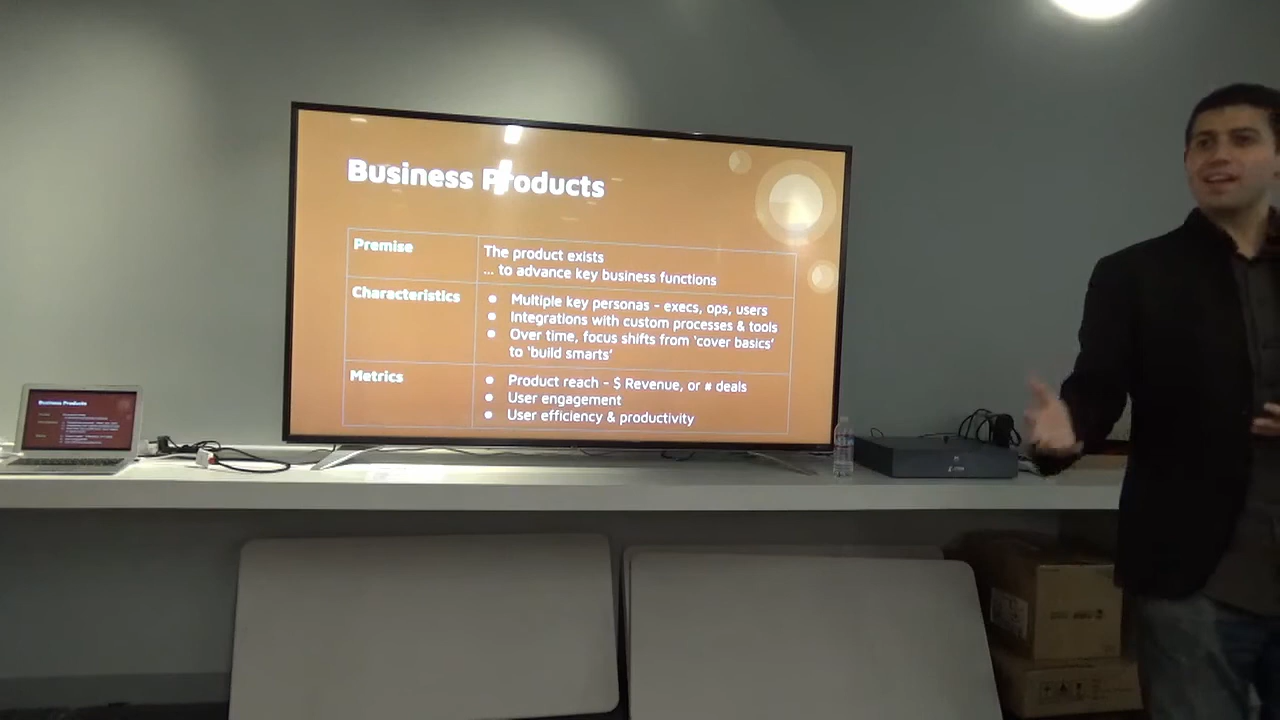 Business Products
Premise
The product exists
... to advance key business functions
Characteristics
● Multiple key personas - execs, ops, users
● Integrations with custom processes & tools
● Over time, focus shifts from 'cover basics'
to 'build smarts'
Metrics
● Product reach - $ Revenue, or # deals
● User engagement
● User efficiency & productivity
Business Products